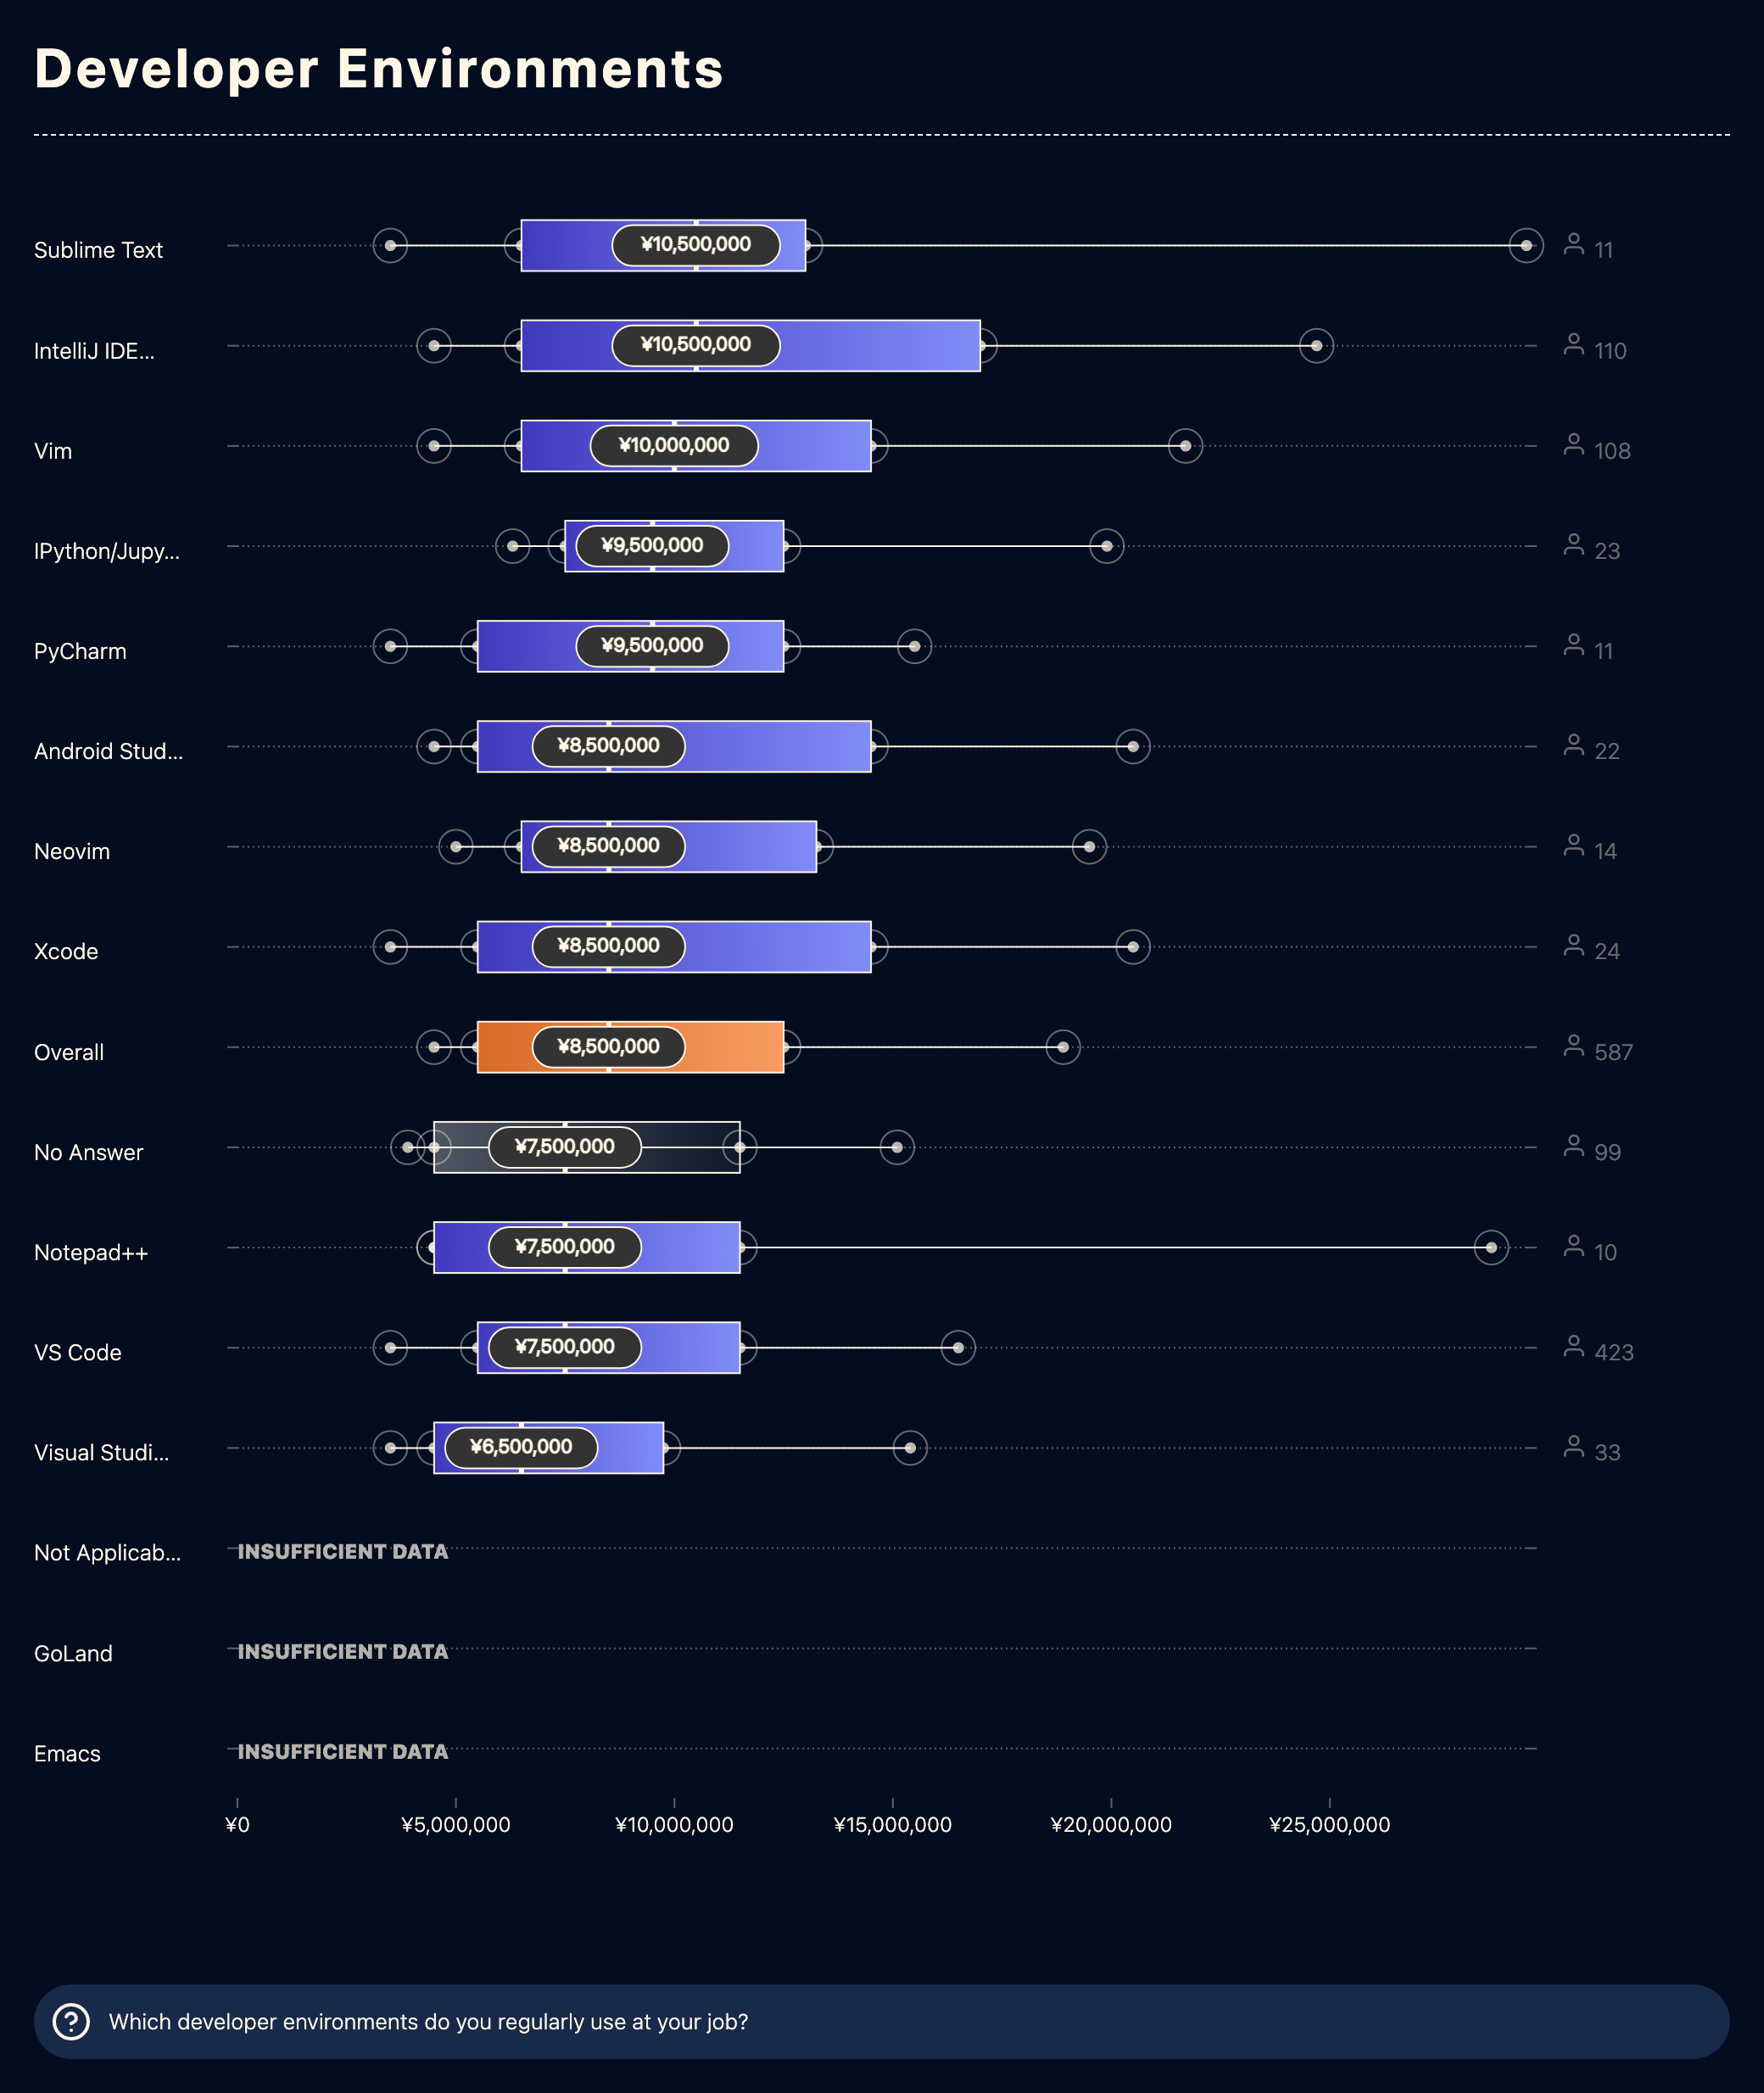 Developer Environments
Sublime Text ¥10,500,000 11
IntelliJ IDE... ¥10,500,000 110
Vim ¥10,000,000 108
IPython/Jupy... ¥9,500,000 23
PyCharm ¥9,500,000 11
Android Stud... ¥8,500,000 22
Neovim ¥8,500,000 14
Xcode ¥8,500,000 24
Overall ¥8,500,000 587
No Answer ¥7,500,000 99
Notepad++ ¥7,500,000 10
VS Code ¥7,500,000 423
Visual Studi... ¥6,500,000 33
Not Applicab... INSUFFICIENT DATA
GoLand INSUFFICIENT DATA
Emacs INSUFFICIENT DATA
¥0 ¥5,000,000 ¥10,000,000 ¥15,000,000 ¥20,000,000 ¥25,000,000
Which developer environments do you regularly use at your job?